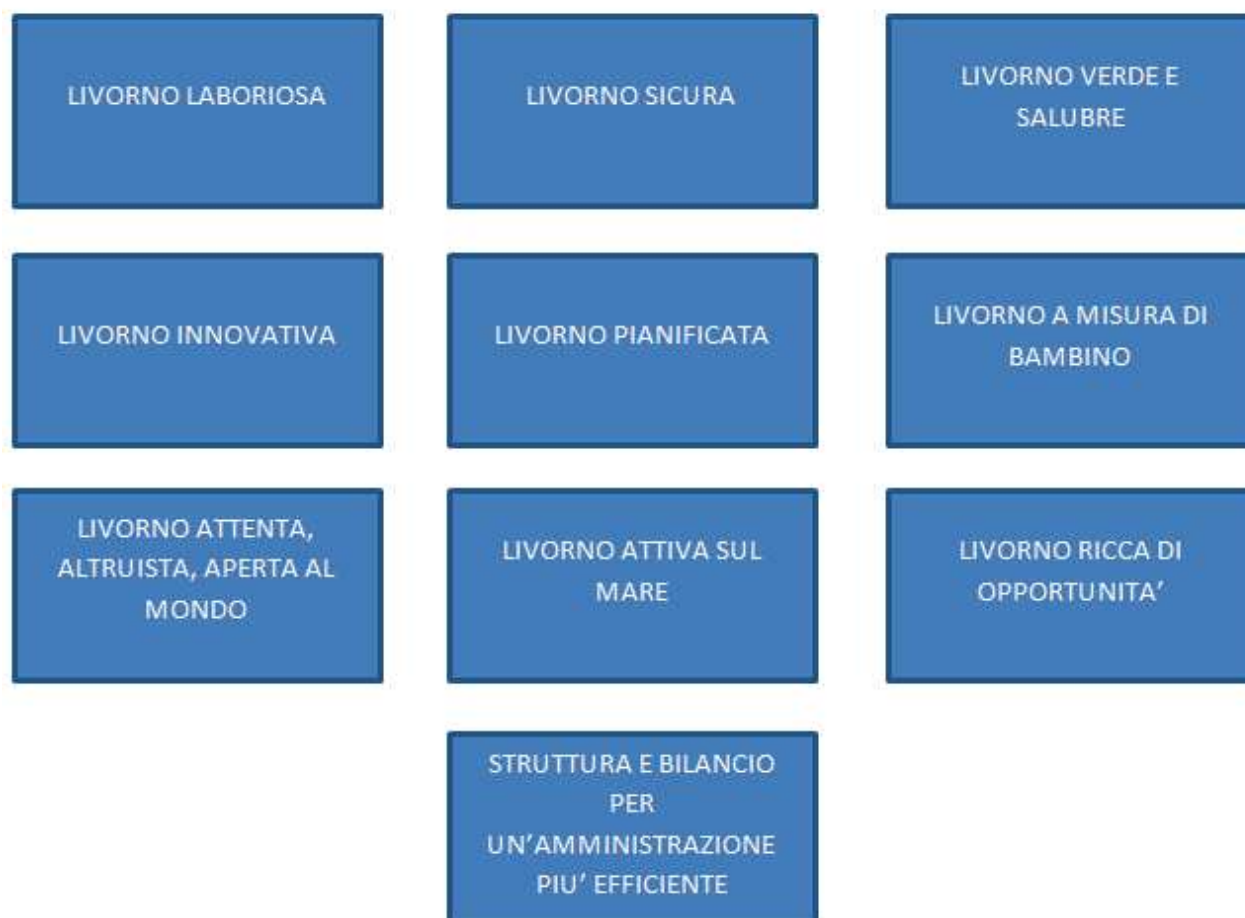 LIVORNO LABORIOSA
LIVORNO SICURA
LIVORNO VERDE E
SALUBRE
LIVORNO INNOVATIVA
LIVORNO PIANIFICATA
LIVORNO A MISURA DI
BAMBINO
LIVORNO ATTENTA,
ALTRUISTA, APERTA AL
MONDO
LIVORNO ATTIVA SUL
MARE
LIVORNO RICCA DI
OPPORTUNITA’
STRUTTURA E BILANCIO
PER
UN’AMMINISTRAZIONE
PIU’ EFFICIENTE